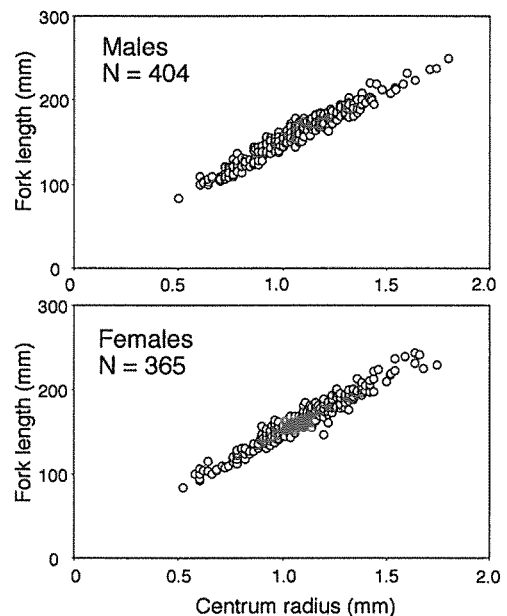 300
Males
N = 404
200
100
0
Fork length (mm)
0 0.5 1.0 1.5 2.0
300
Females
N = 365
200
100
0
Fork length (mm)
0 0.5 1.0 1.5 2.0
Centrum radius (mm)